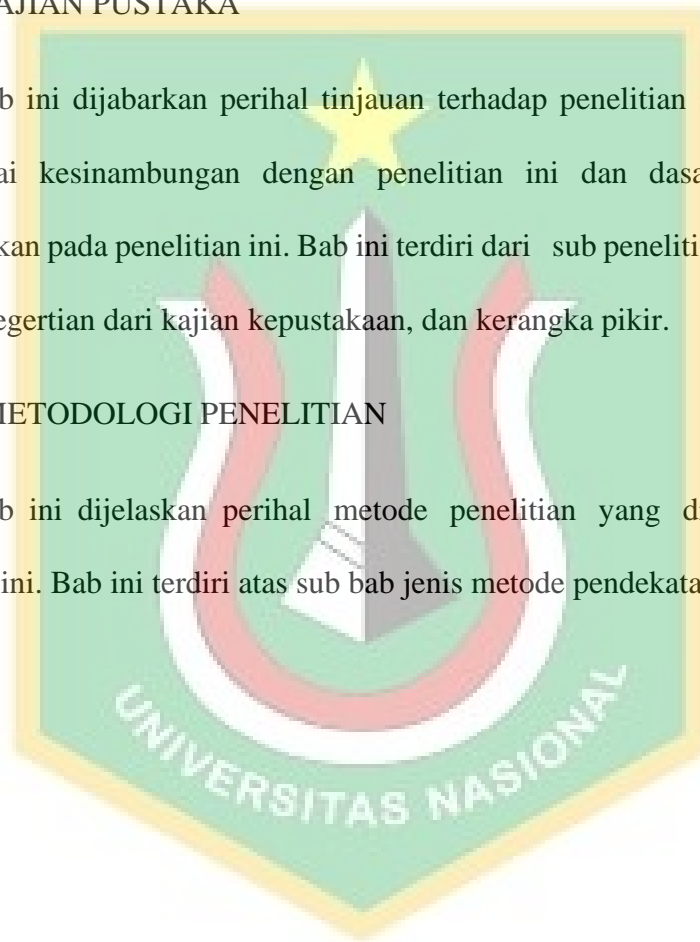 AJIAN PUSTAKA
b ini dijabarkan perihal tinjauan terhadap penelitian
ai kesinambungan dengan penelitian ini dan dasa
kan pada penelitian ini. Bab ini terdiri dari sub peneliti
egertian dari kajian kepustakaan, dan kerangka pikir.
METODOLOGI PENELITIAN
b ini dijelaskan perihal metode penelitian yang d
ini. Bab ini terdiri atas sub bab jenis metode pendekata
UNIVERSITAS NASIONAL